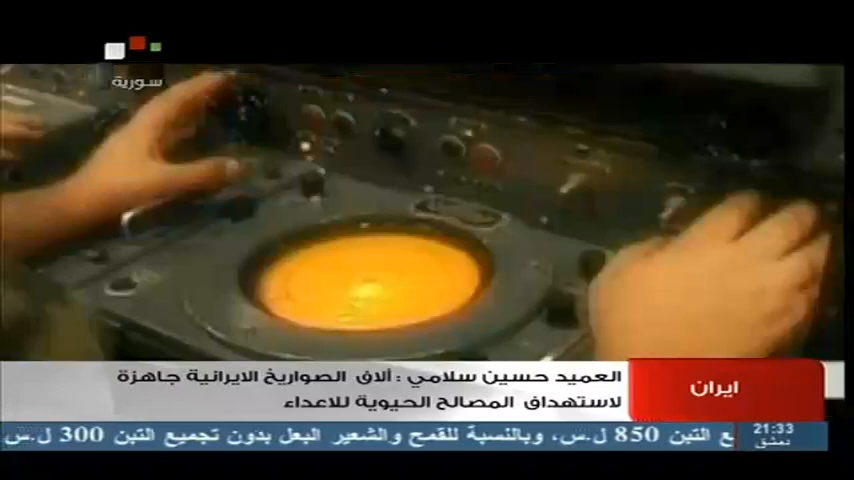 سورية
العميد حسين سلامي : آلاق الصواريخ الايرانية جاهزة
لاستهداف المصالح الحيوية للاعداء
ايران
ع التبن 850 ل.س، وبالنسبة للقمح والشعير البعل بدون تجميع التبن 300 ل.س
21:33
دمشق